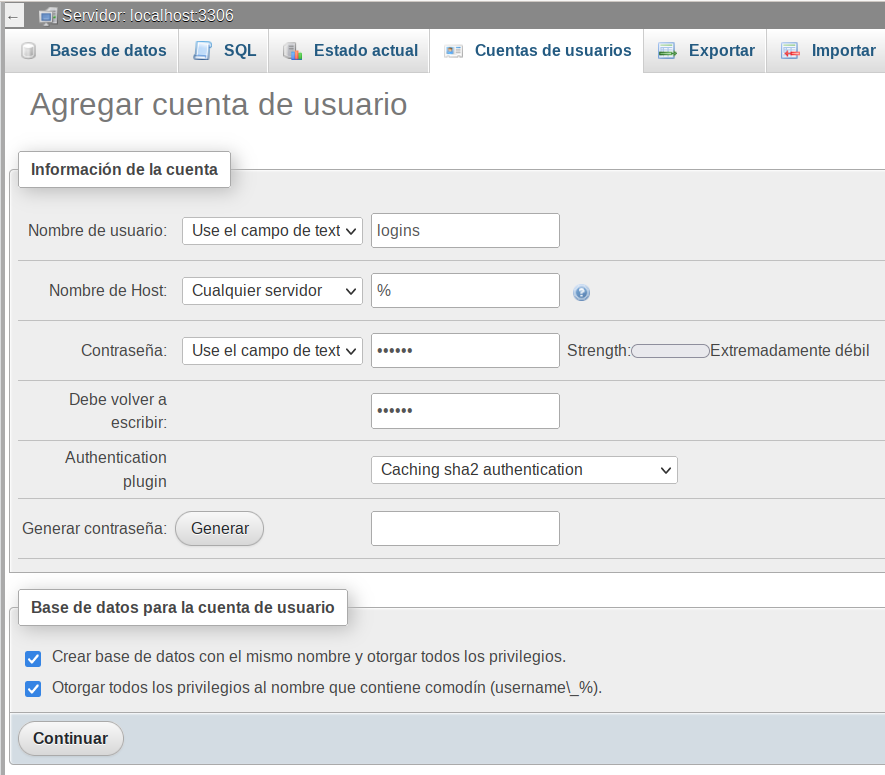 Servidor: localhost:3306
Bases de datos SQL Estado actual Cuentas de usuarios Exportar Importar
Agregar cuenta de usuario
Información de la cuenta
Nombre de usuario: Use el campo de text logins
Nombre de Host: Cualquier servidor %
Contraseña: Use el campo de text •••••• Strength: Extremadamente débil
Debe volver a
escribir: ••••••
Authentication
plugin Caching sha2 authentication
Generar contraseña: Generar
Base de datos para la cuenta de usuario
Crear base de datos con el mismo nombre y otorgar todos los privilegios.
Otorgar todos los privilegios al nombre que contiene comodín (username\_%).
Continuar